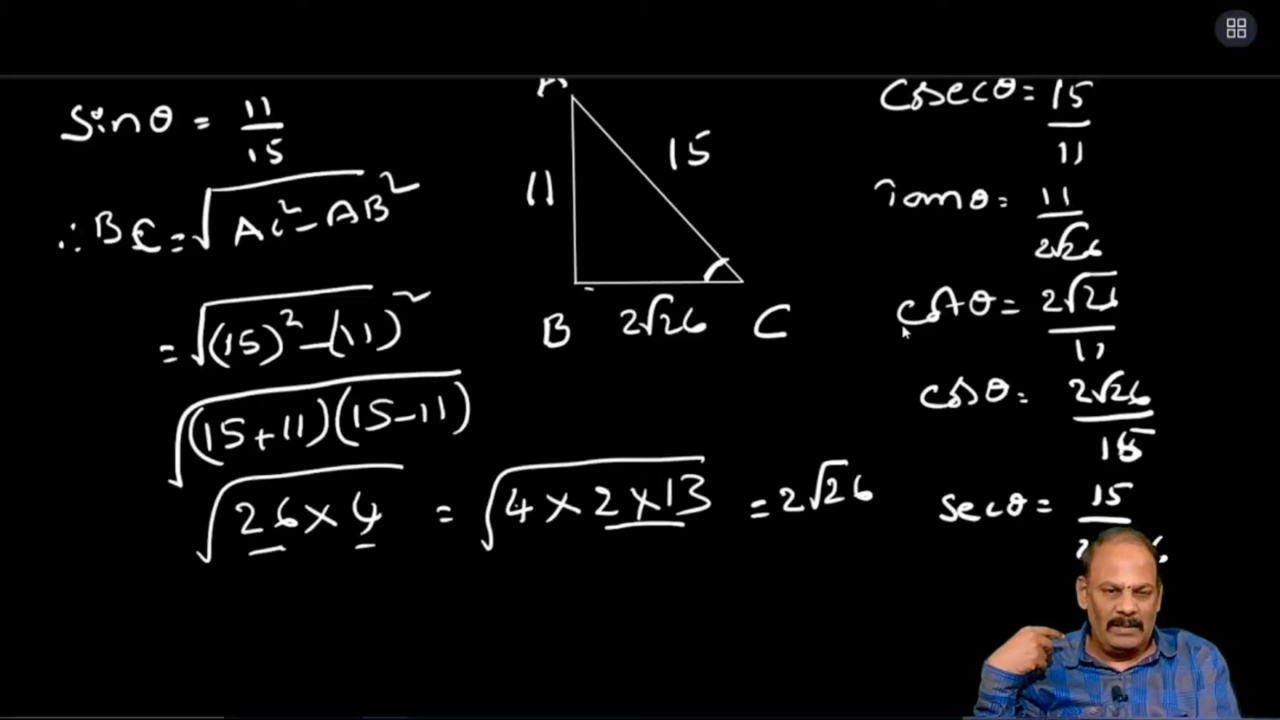 sinθ = 11/15
∴ BC = √(AC² - AB²)
= √((15)² - (11)²)
√((15+11)(15-11))
√(26 × 4) = √(4 × 2 × 13) = 2√26
A
11
15
B 2√26 C
cosecθ = 15/11
Tanθ = 11/2√26
cotθ = 2√26/11
cosθ = 2√26/15
secθ = 15/